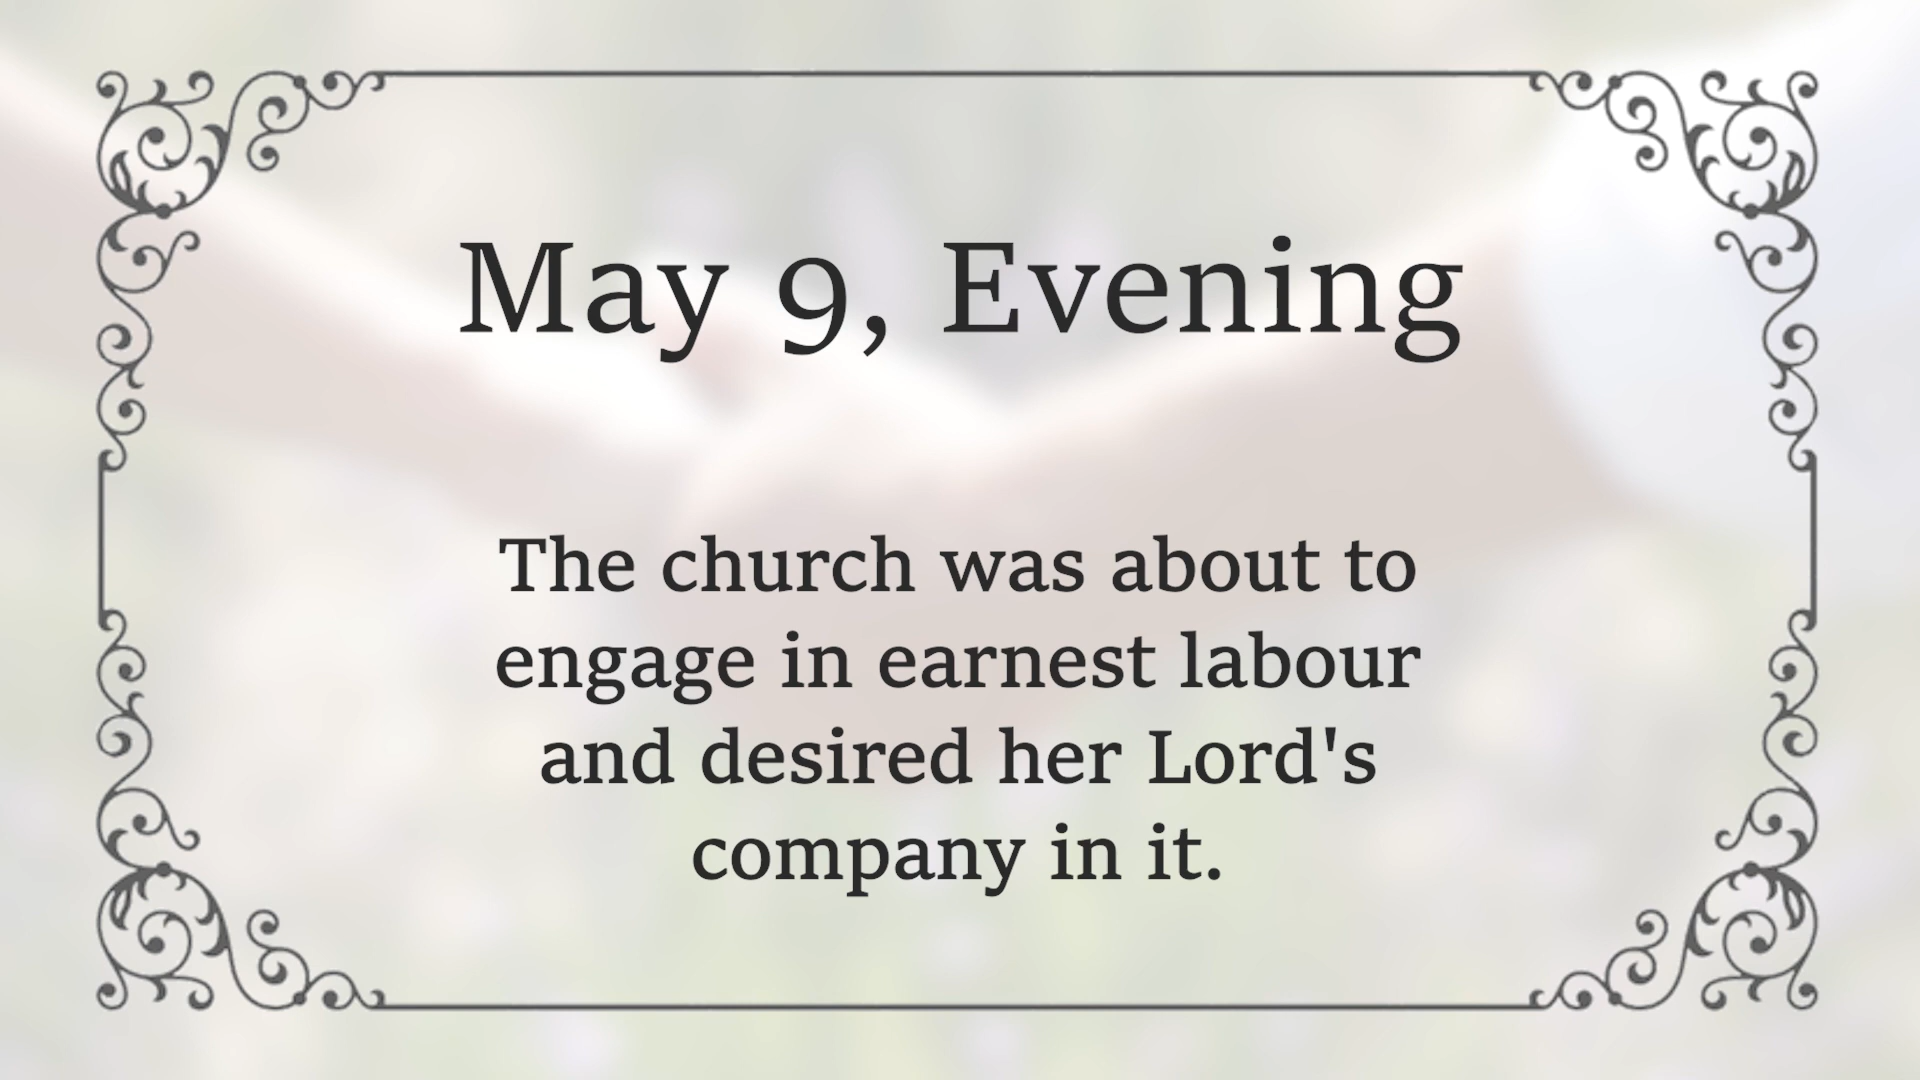 May 9, Evening
The church was about to
engage in earnest labour
and desired her Lord's
company in it.